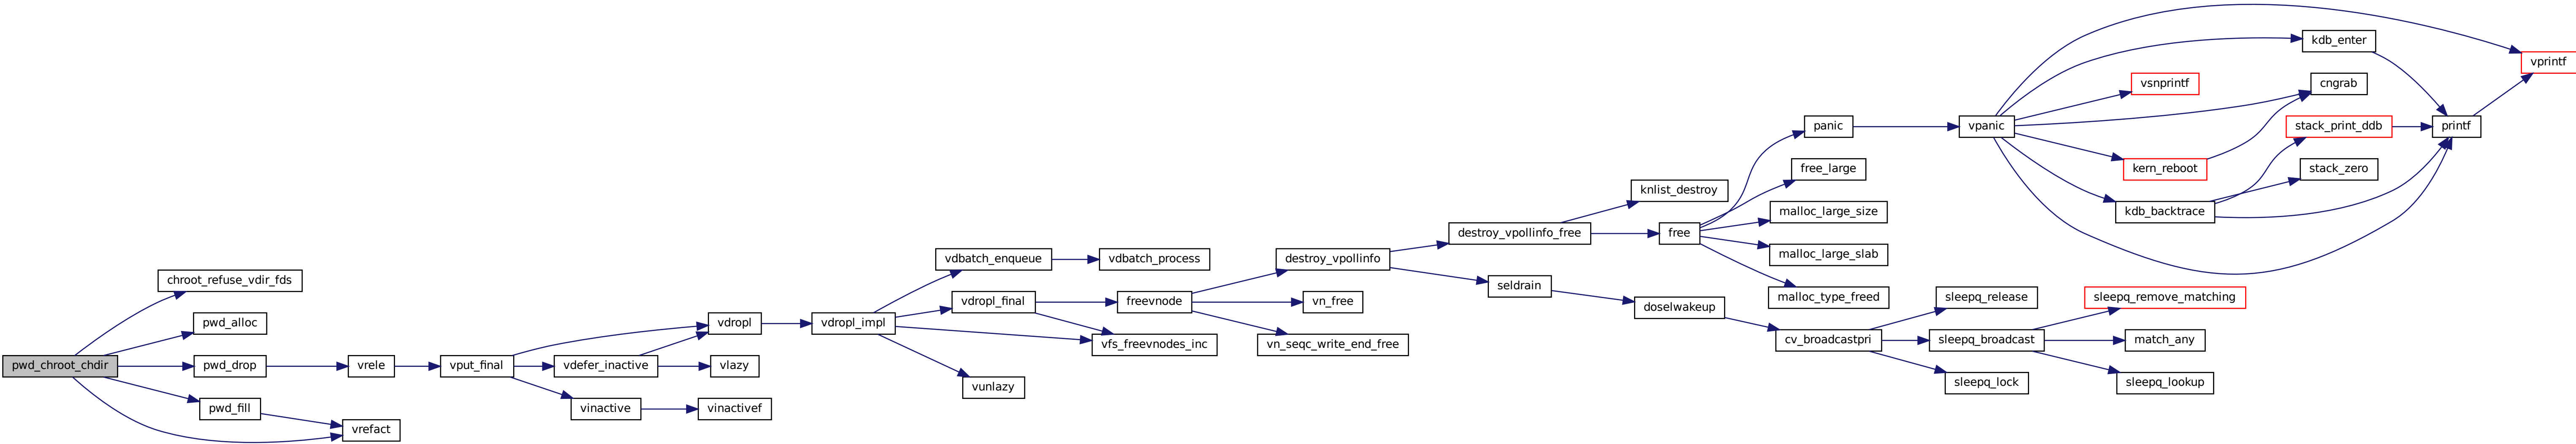 pwd_chroot_chdir
chroot_refuse_vdir_fds
pwd_alloc
pwd_drop
pwd_fill
vrele
vrefact
vput_final
vdefer_inactive
vinactive
vdropl
vlazy
vinactivef
vdropl_impl
vdbatch_enqueue
vdropl_final
vunlazy
vdbatch_process
freevnode
vfs_freevnodes_inc
destroy_vpollinfo
vn_free
vn_seqc_write_end_free
destroy_vpollinfo_free
seldrain
knlist_destroy
free
doselwakeup
panic
free_large
malloc_large_size
malloc_large_slab
malloc_type_freed
cv_broadcastpri
vpanic
sleepq_release
sleepq_broadcast
sleepq_lock
vsnprintf
kern_reboot
kdb_backtrace
sleepq_remove_matching
match_any
sleepq_lookup
kdb_enter
cngrab
stack_print_ddb
stack_zero
printf
vprintf